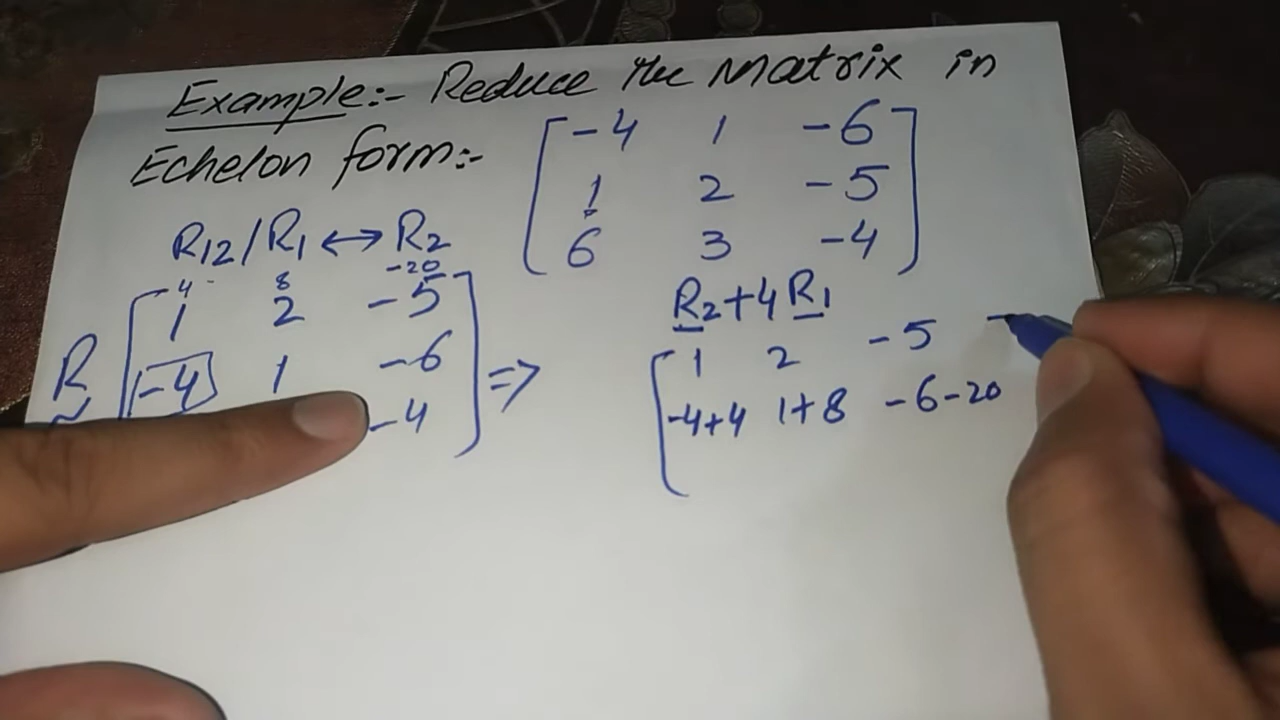 Example:- Reduce the Matrix in
Echelon form:-
-4 1 -6
1 2 -5
6 3 -4
R12/R1 ↔ R2
4 8 -20
1 2 -5
R ~ -4 1 -6 =>
-4
R2+4R1
1 2 -5
-4+4 1+8 -6-20